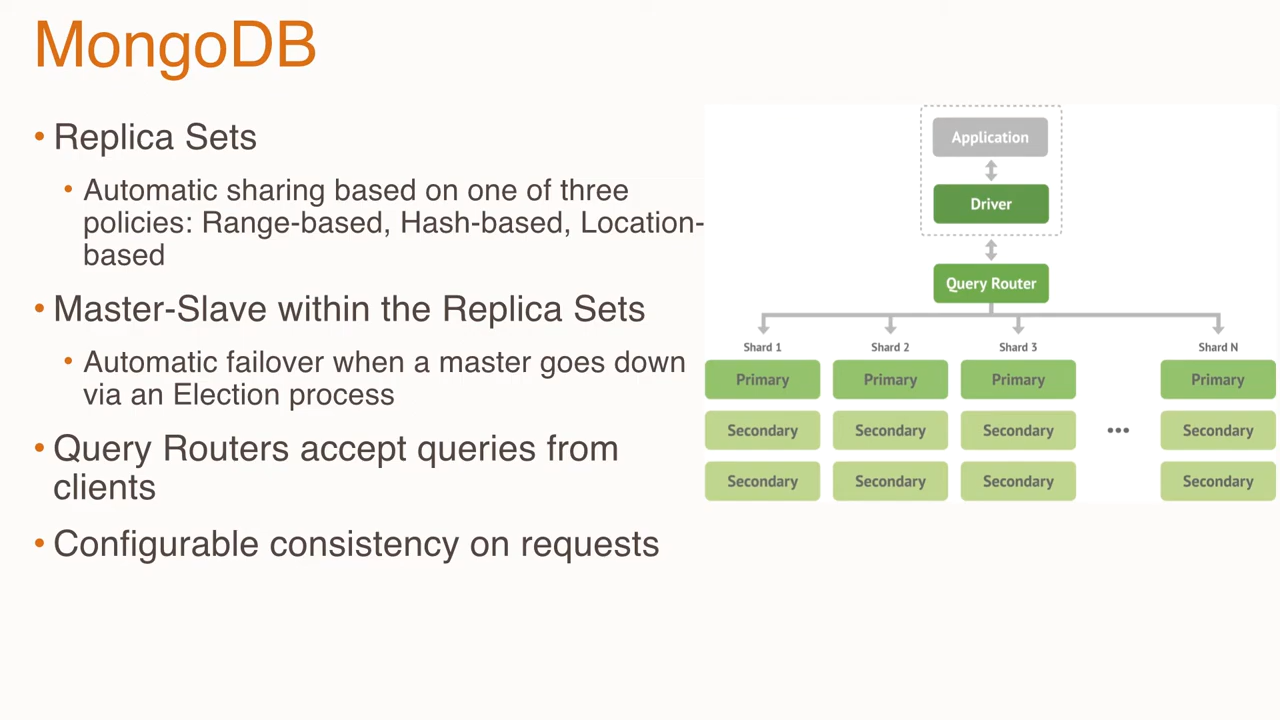 MongoDB
• Replica Sets
• Automatic sharing based on one of three
policies: Range-based, Hash-based, Location-
based
• Master-Slave within the Replica Sets
• Automatic failover when a master goes down
via an Election process
• Query Routers accept queries from
clients
• Configurable consistency on requests
Application
Driver
Query Router
Shard 1 Shard 2 Shard 3 Shard N
Primary Primary Primary Primary
Secondary Secondary Secondary ••• Secondary
Secondary Secondary Secondary Secondary